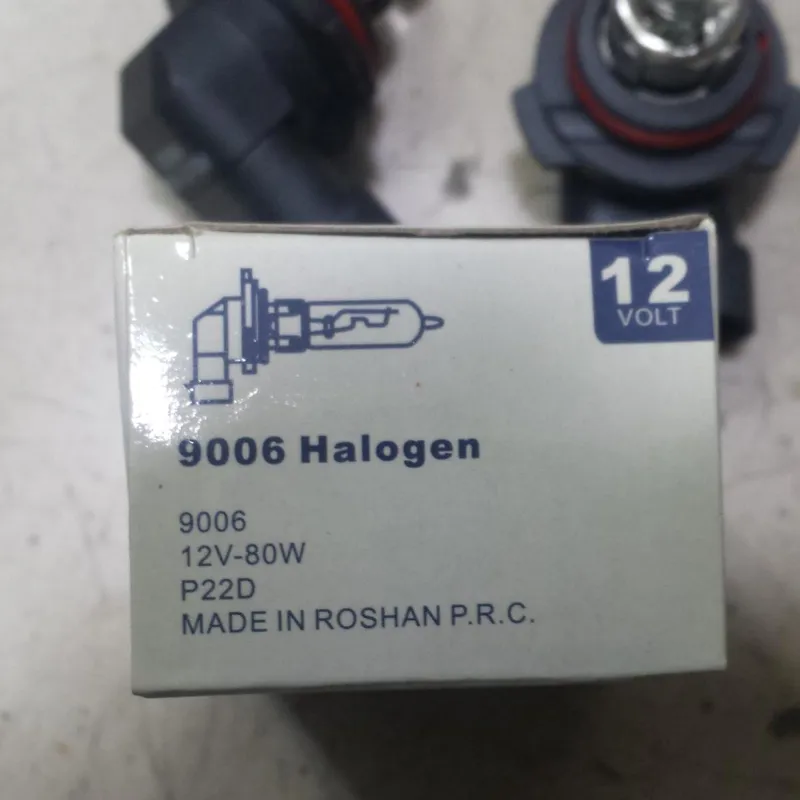 12
VOLT
9006 Halogen
9006
12V-80W
P22D
MADE IN ROSHAN P.R.C.